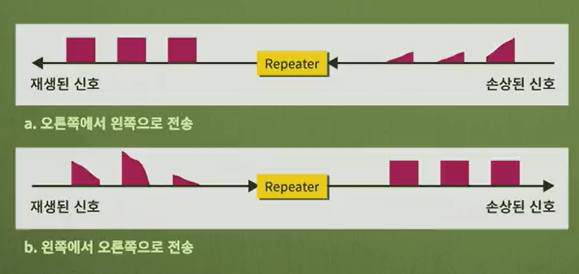 Repeater
재생된 신호
손상된 신호
a. 오른쪽에서 왼쪽으로 전송
Repeater
재생된 신호
손상된 신호
b. 왼쪽에서 오른쪽으로 전송